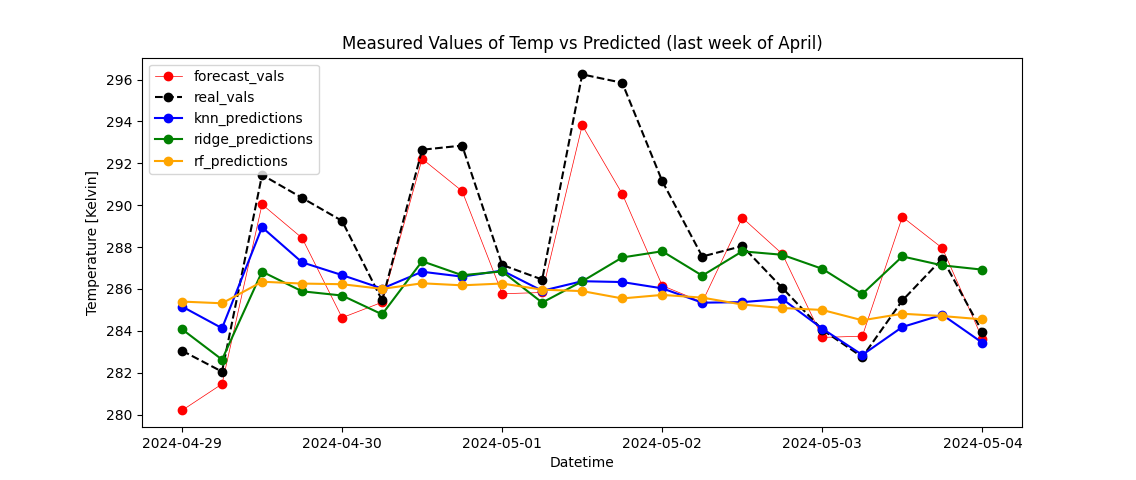 Measured Values of Temp vs Predicted (last week of April)
forecast_vals
real_vals
knn_predictions
ridge_predictions
rf_predictions
296
294
292
290
288
286
284
282
280
Temperature [Kelvin]
2024-04-29
2024-04-30
2024-05-01
2024-05-02
2024-05-03
2024-05-04
Datetime